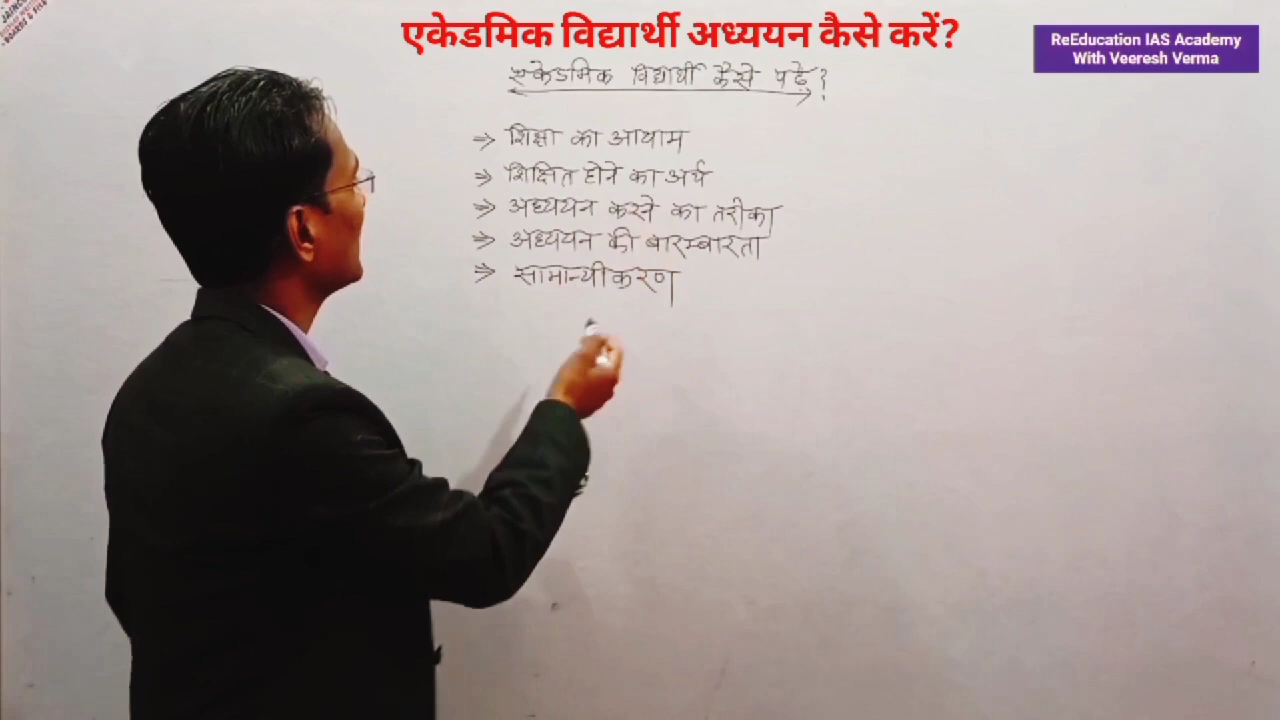 एकेडमिक विद्यार्थी अध्ययन कैसे करें?
ReEducation IAS Academy
With Veeresh Verma
एकेडमिक विद्यार्थी कैसे पढ़े?
⇒ शिक्षा का आयाम
⇒ शिक्षित होने का अर्थ
⇒ अध्ययन करने का तरीका
⇒ अध्ययन की बारम्बारता
⇒ सामान्यीकरण